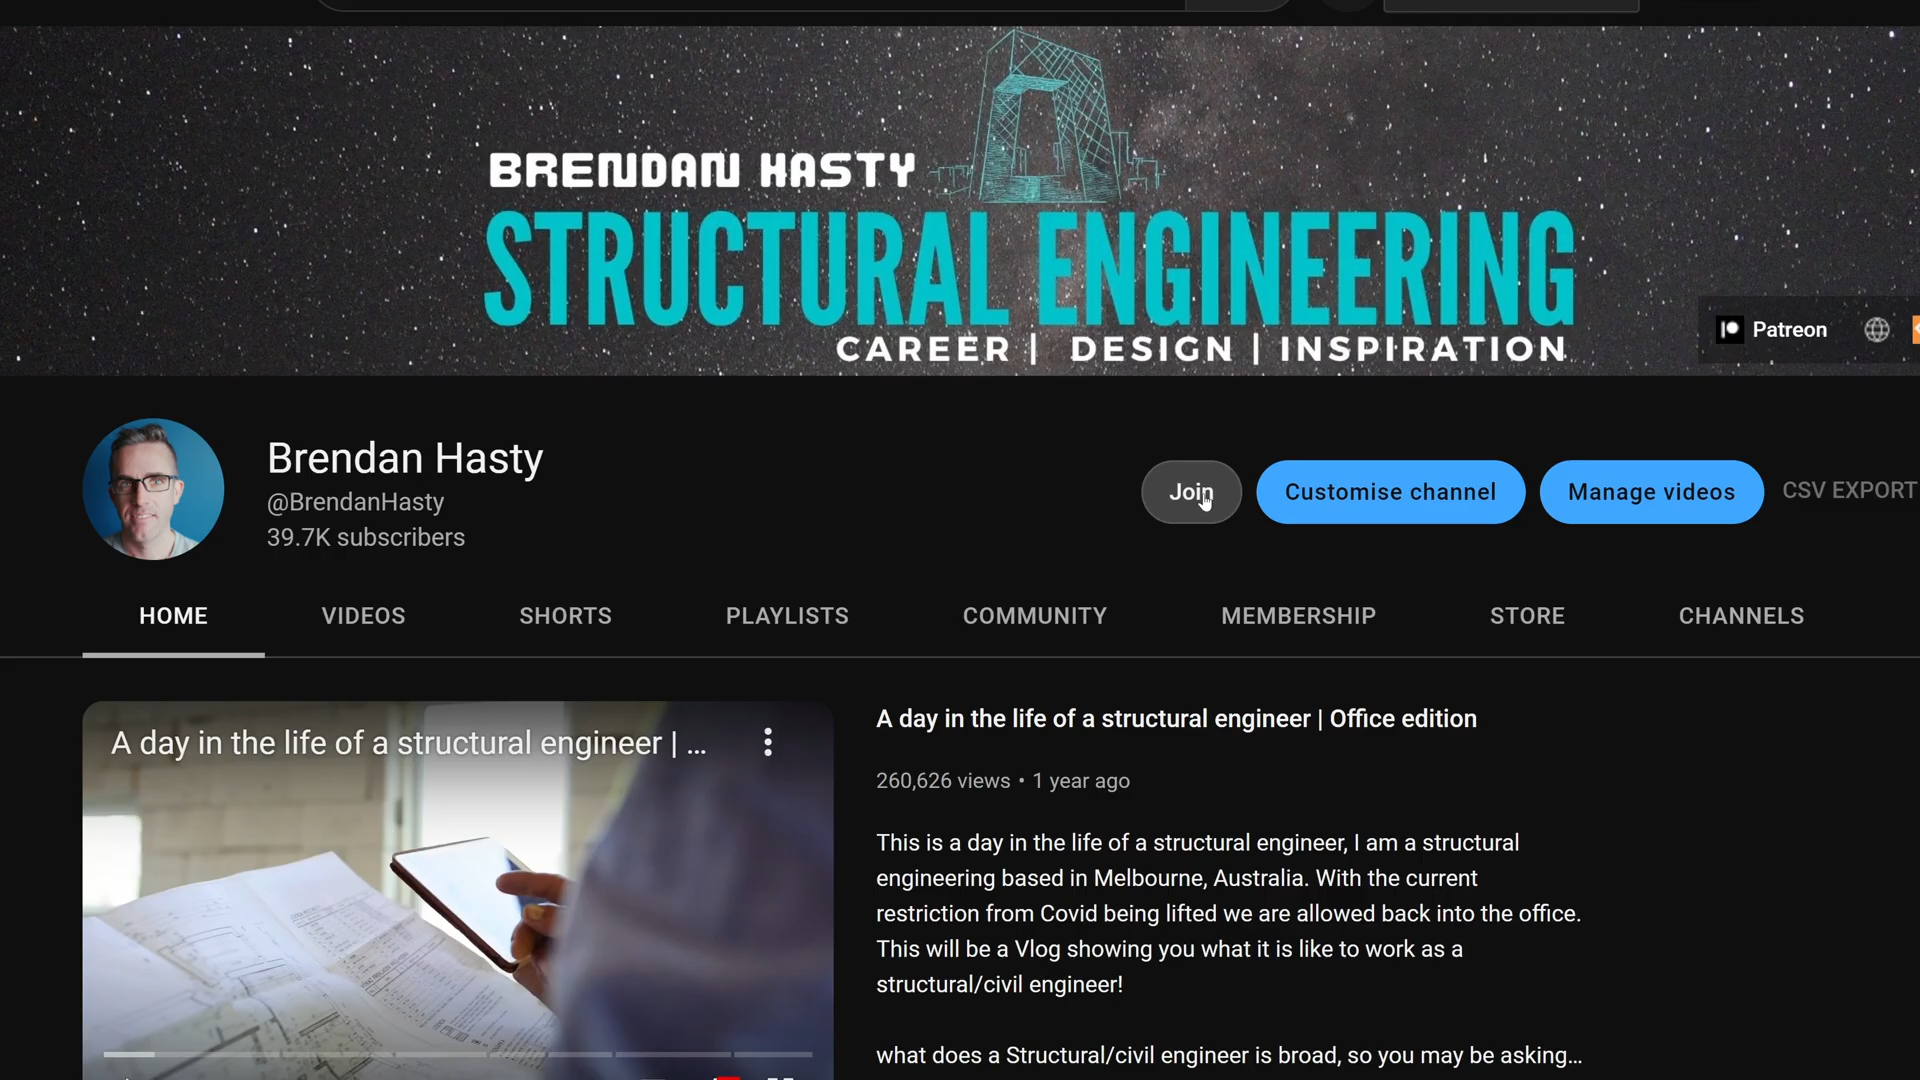 BRENDAN HASTY
STRUCTURAL ENGINEERING
CAREER | DESIGN | INSPIRATION
Patreon
Brendan Hasty
@BrendanHasty
39.7K subscribers
Join
Customise channel
Manage videos
CSV EXPORT
HOME
VIDEOS
SHORTS
PLAYLISTS
COMMUNITY
MEMBERSHIP
STORE
CHANNELS
A day in the life of a structural engineer | ...
A day in the life of a structural engineer | Office edition
260,626 views • 1 year ago
This is a day in the life of a structural engineer, I am a structural
engineering based in Melbourne, Australia. With the current
restriction from Covid being lifted we are allowed back into the office.
This will be a Vlog showing you what it is like to work as a
structural/civil engineer!
what does a Structural/civil engineer is broad, so you may be asking...